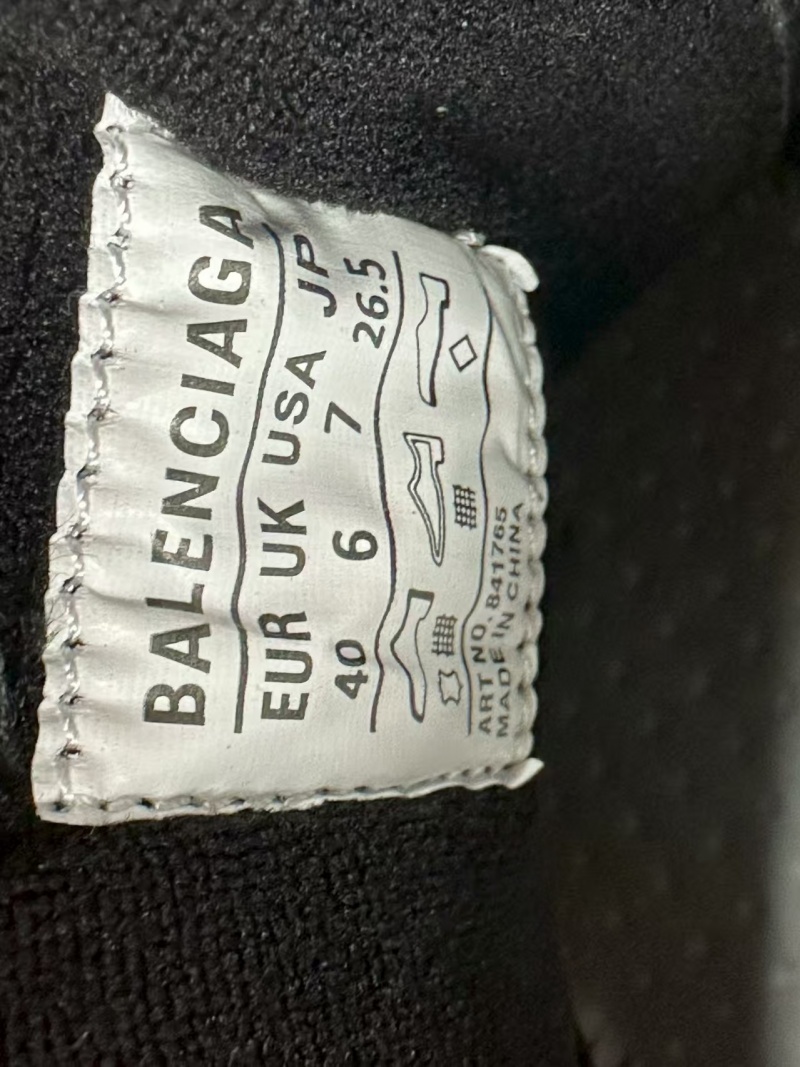 BALENCIAGA
EUR UK USA JP
40 6 7 26.5
ART NO. 841765
MADE IN CHINA